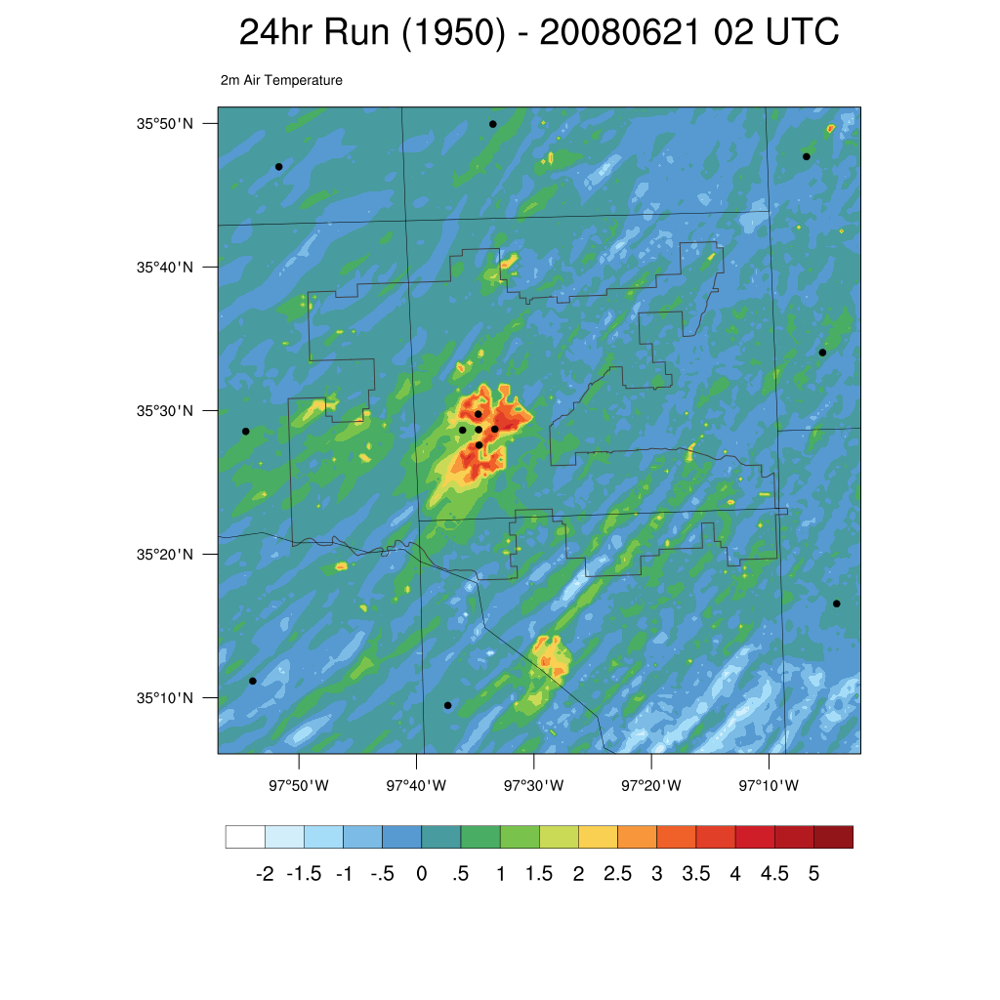 24hr Run (1950) - 20080621 02 UTC
2m Air Temperature
35°50'N
35°40'N
35°30'N
35°20'N
35°10'N
97°50'W 97°40'W 97°30'W 97°20'W 97°10'W
-2 -1.5 -1 -.5 0 .5 1 1.5 2 2.5 3 3.5 4 4.5 5